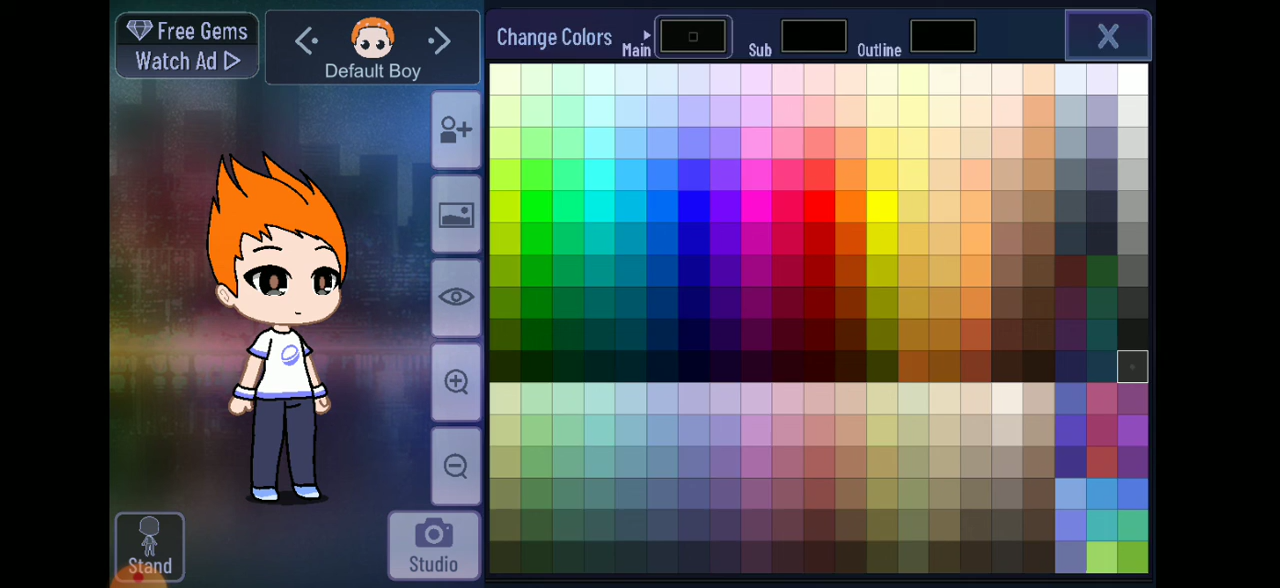 Free Gems
Watch Ad
Default Boy
Change Colors
Main
Sub
Outline
X
Stand
Studio